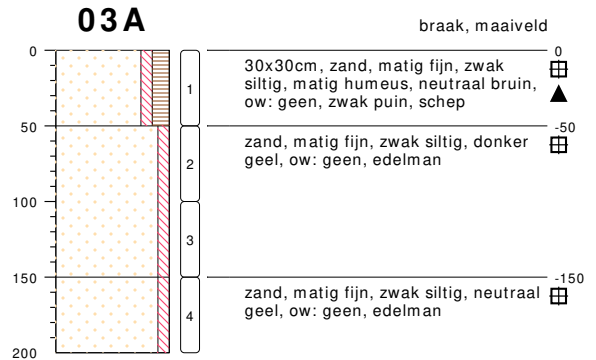 03A
braak, maaiveld
0
50
100
150
200
1
2
3
4
0
30x30cm, zand, matig fijn, zwak
siltig, matig humeus, neutraal bruin,
ow: geen, zwak puin, schep
-50
zand, matig fijn, zwak siltig, donker
geel, ow: geen, edelman
-150
zand, matig fijn, zwak siltig, neutraal
geel, ow: geen, edelman